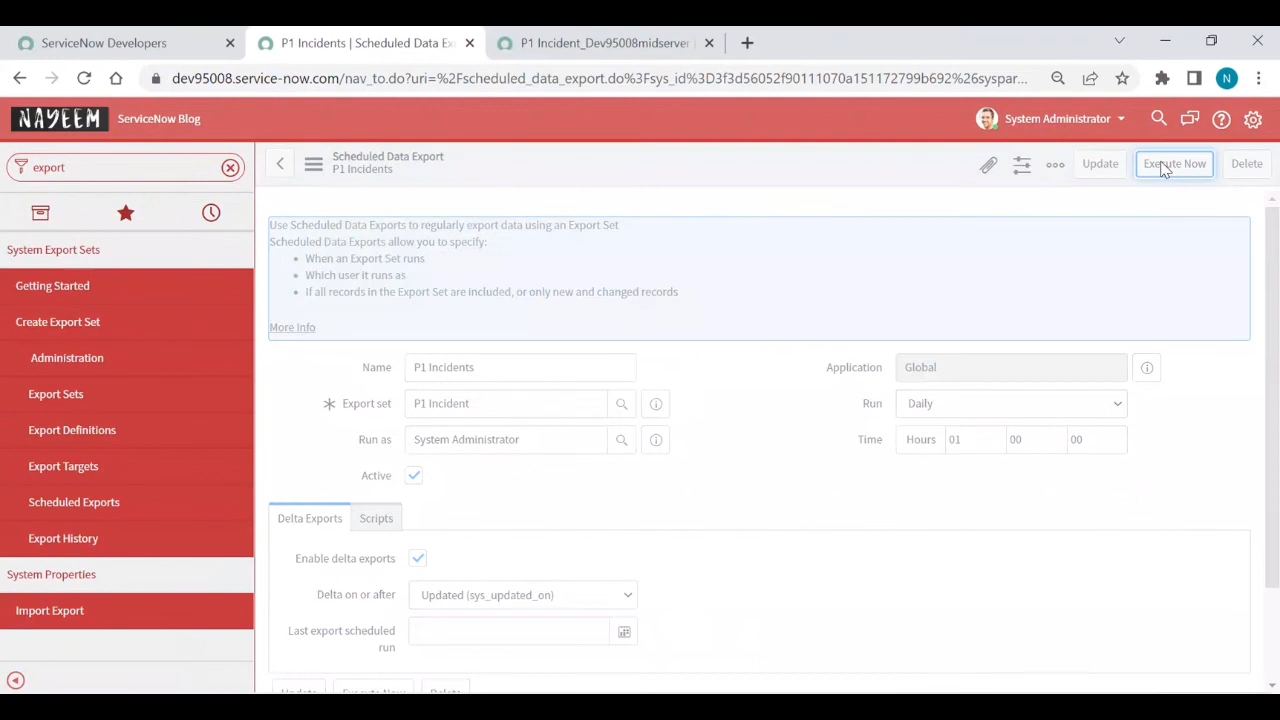 ServiceNow Developers
P1 Incidents | Scheduled Data Ex
P1 Incident_Dev95008midserver
dev95008.service-now.com/nav_to.do?uri=%2Fscheduled_data_export.do%3Fsys_id%3D3f3d56052f90111070a151172799b692%26syspar...
N
NAYEEM
ServiceNow Blog
System Administrator
export
Scheduled Data Export
P1 Incidents
Update
Execute Now
Delete
System Export Sets
Getting Started
Create Export Set
Administration
Export Sets
Export Definitions
Export Targets
Scheduled Exports
Export History
System Properties
Import Export
Use Scheduled Data Exports to regularly export data using an Export Set
Scheduled Data Exports allow you to specify:
• When an Export Set runs
• Which user it runs as
• If all records in the Export Set are included, or only new and changed records
More Info
Name P1 Incidents
Application Global
Export set P1 Incident
Run Daily
Run as System Administrator
Time Hours 01 00 00
Active
Delta Exports
Scripts
Enable delta exports
Delta on or after Updated (sys_updated_on)
Last export scheduled
run
Update
Execute Now
Delete